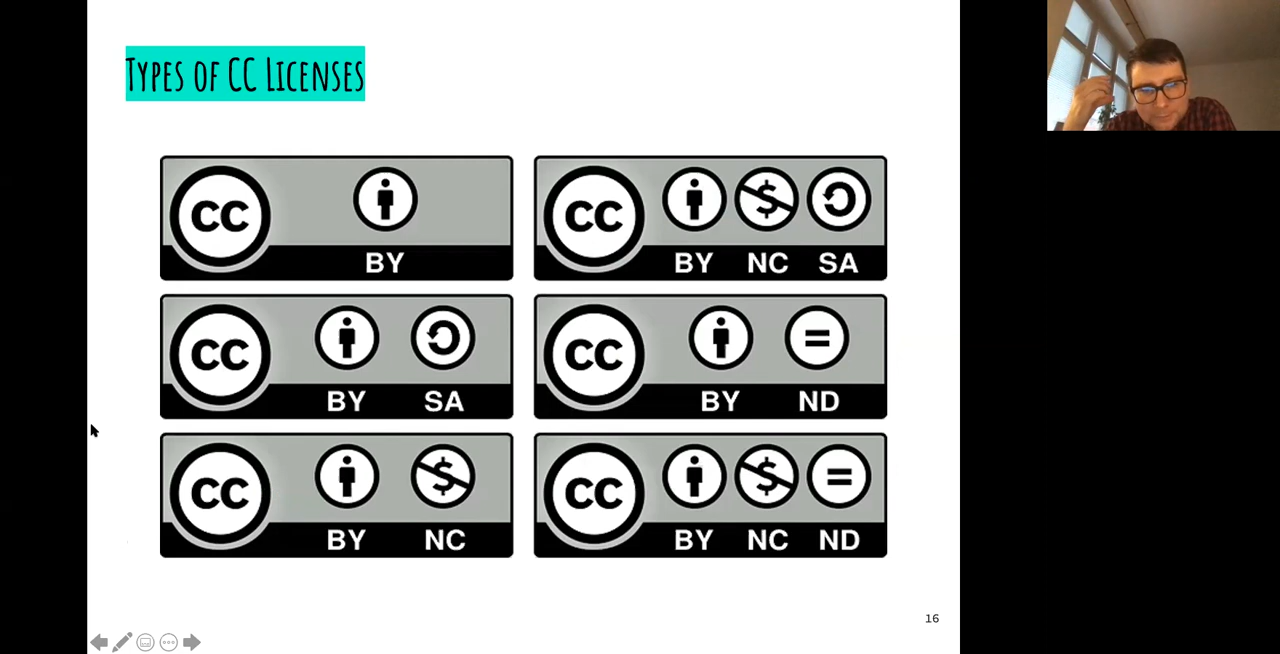 Types of CC Licenses
CC BY
CC BY NC SA
CC BY SA
CC BY ND
CC BY NC
CC BY NC ND
16